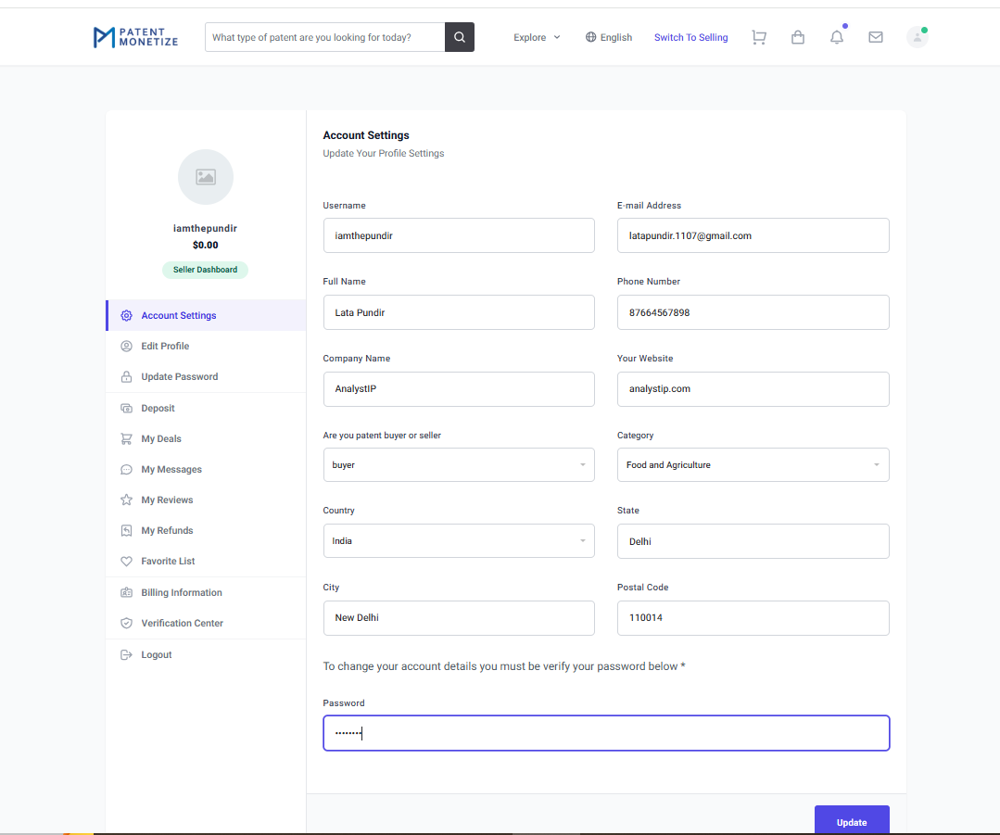 PATENT
MONETIZE
What type of patent are you looking for today?
Explore
English
Switch To Selling
iamthepundir
$0.00
Seller Dashboard
Account Settings
Edit Profile
Update Password
Deposit
My Deals
My Messages
My Reviews
My Refunds
Favorite List
Billing Information
Verification Center
Logout
Account Settings
Update Your Profile Settings
Username
E-mail Address
iamthepundir
latapundir.1107@gmail.com
Full Name
Phone Number
Lata Pundir
87664567898
Company Name
Your Website
AnalystIP
analystip.com
Are you patent buyer or seller
Category
buyer
Food and Agriculture
Country
State
India
Delhi
City
Postal Code
New Delhi
110014
To change your account details you must be verify your password below *
Password
••••••••
Update